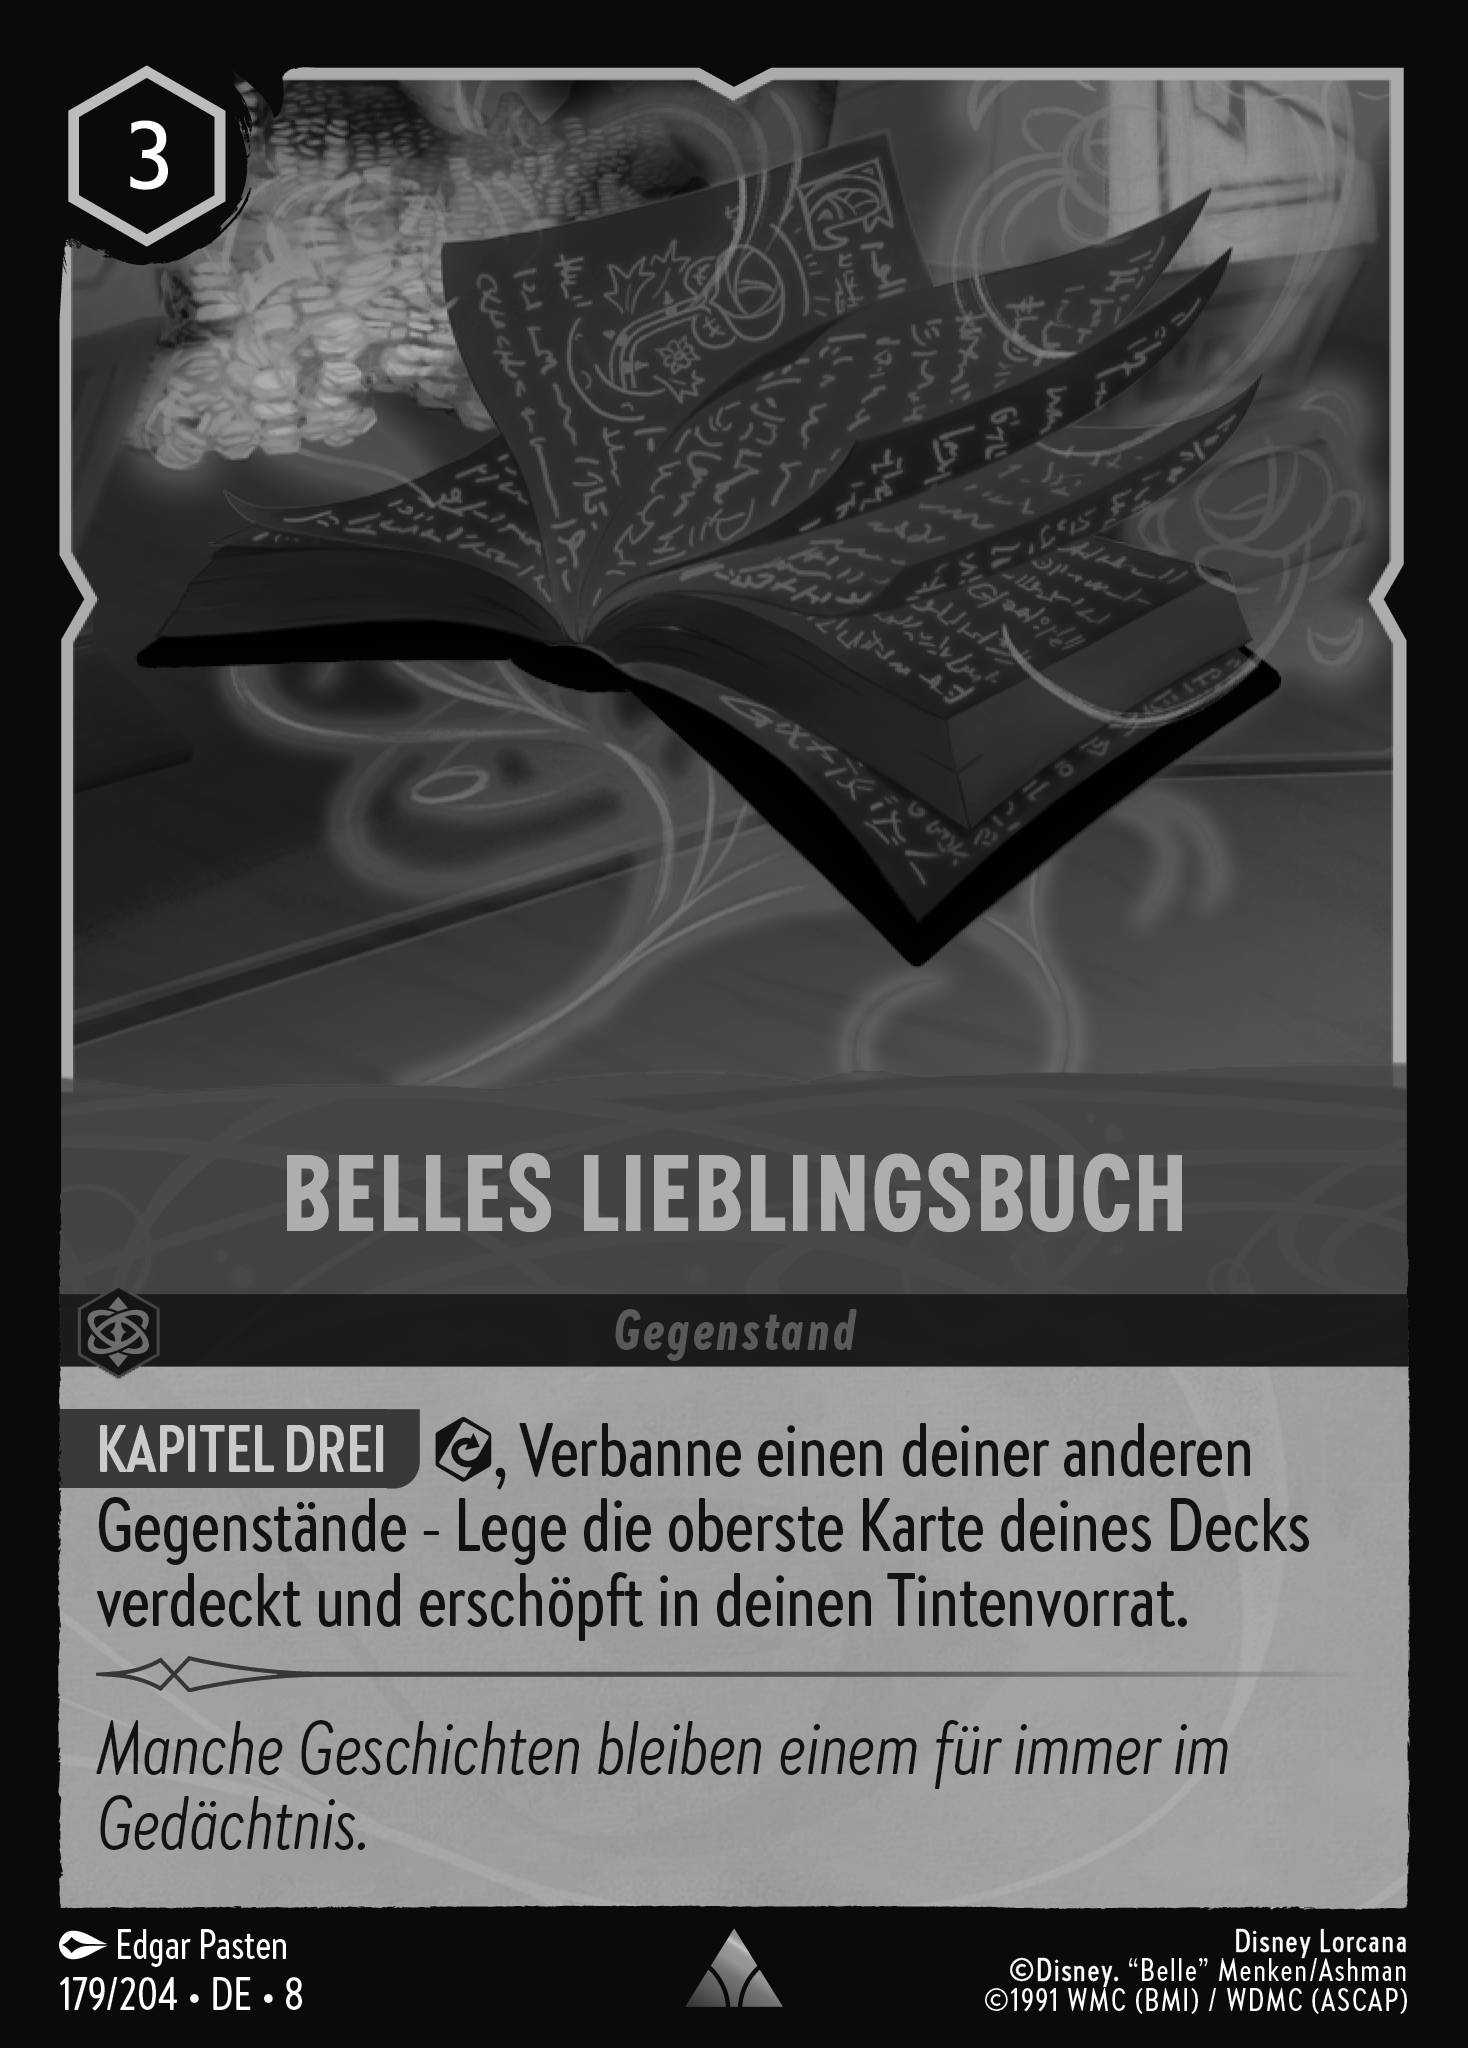 3
BELLES LIEBLINGSBUCH
Gegenstand
KAPITEL DREI , Verbanne einen deiner anderen
Gegenstände - Lege die oberste Karte deines Decks
verdeckt und erschöpft in deinen Tintenvorrat.
Manche Geschichten bleiben einem für immer im
Gedächtnis.
Edgar Pasten
179/204 • DE • 8
Disney Lorcana
©Disney. “Belle” Menken/Ashman
©1991 WMC (BMI) / WDMC (ASCAP)